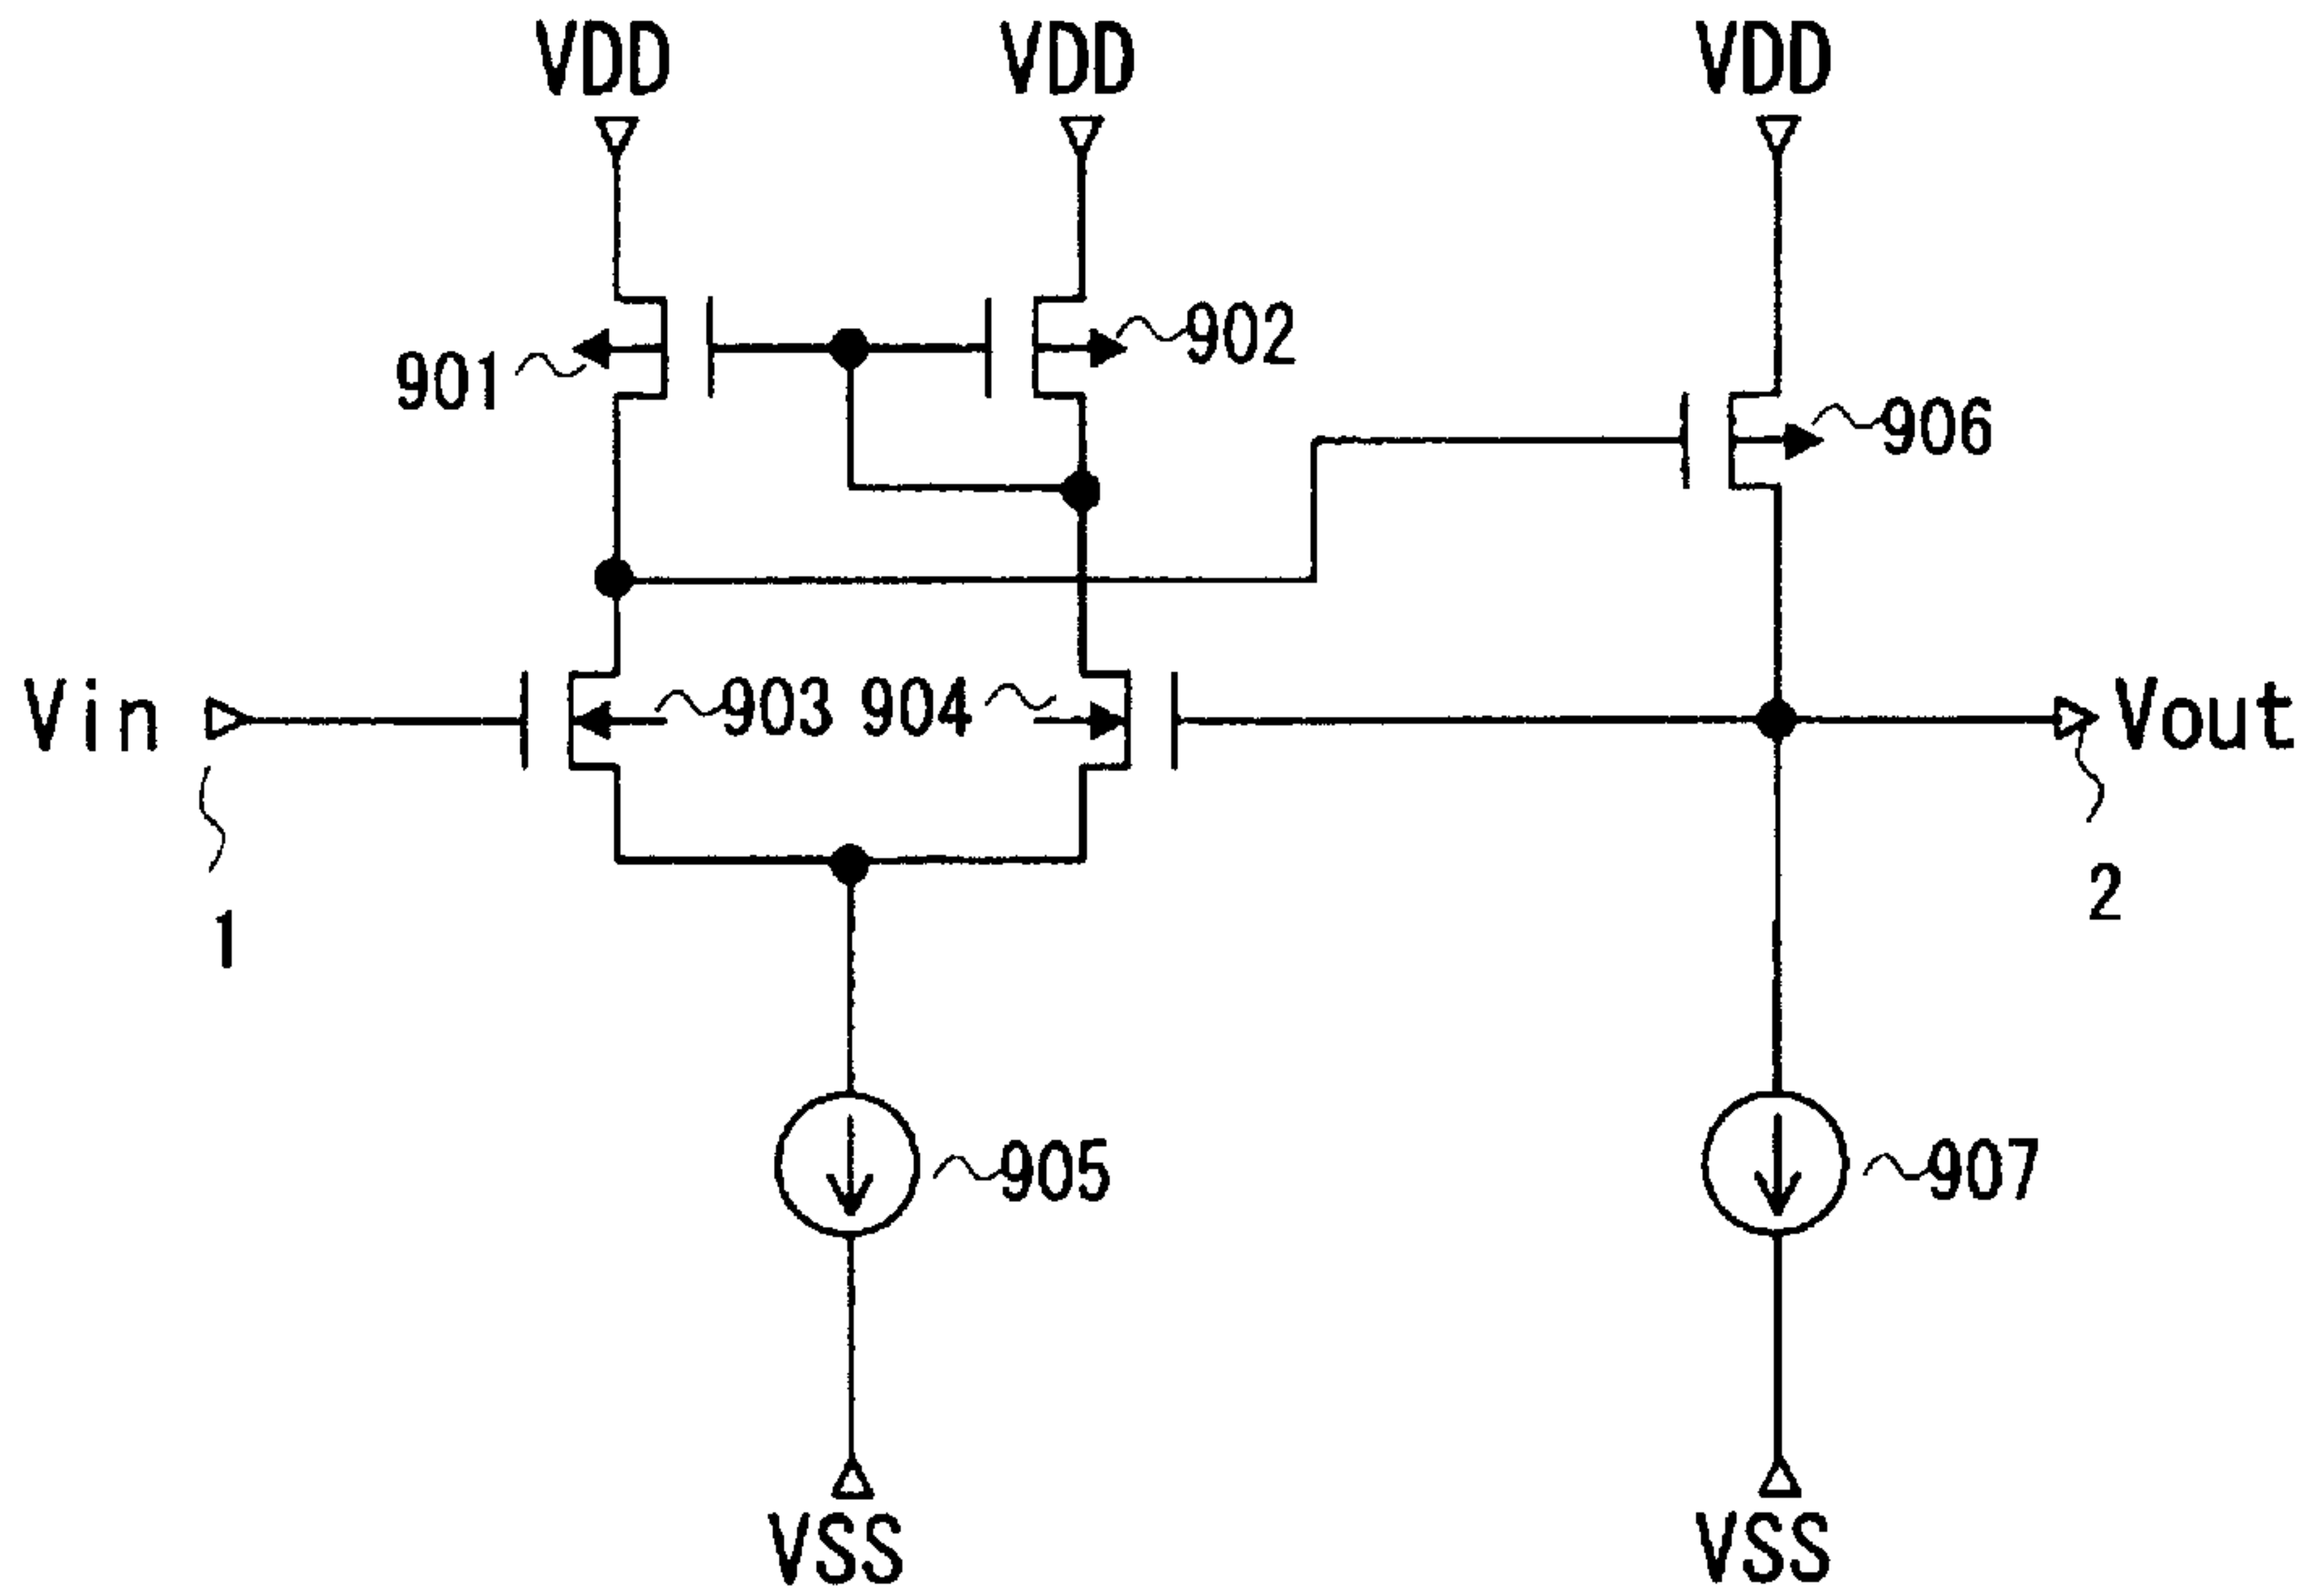 VDD VDD VDD
901 902 906
Vin 903 904 Vout
1 2
905 907
VSS VSS